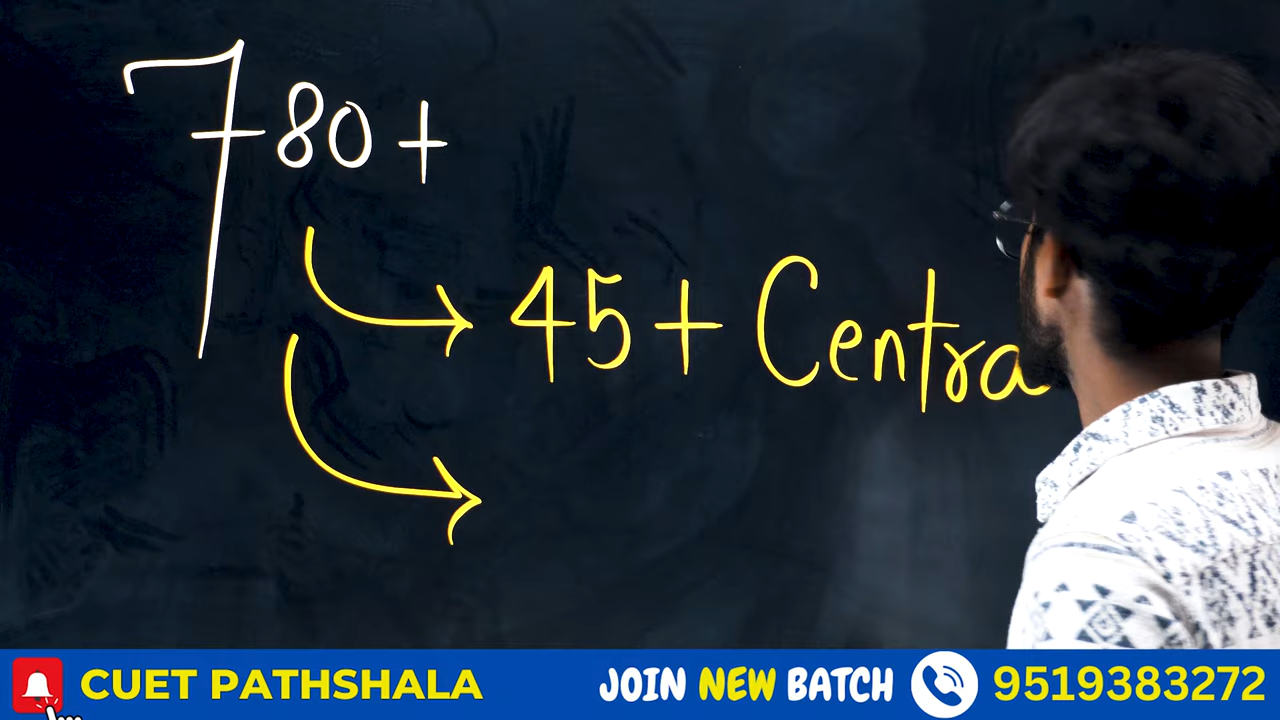 780+
45+ Centra
CUET PATHSHALA
JOIN NEW BATCH
9519383272